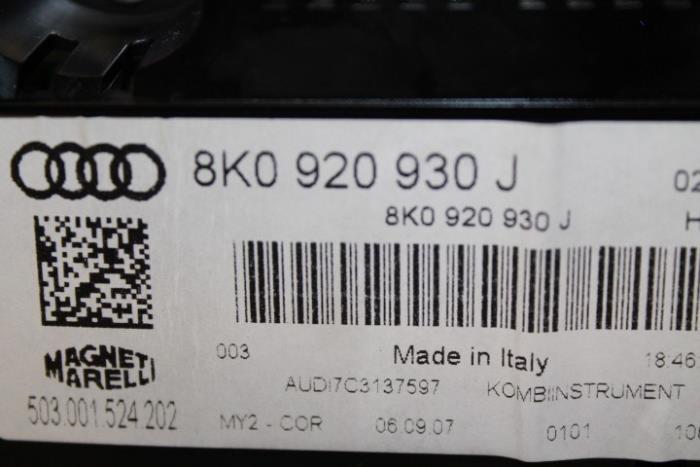 8K0 920 930 J 02
8K0 920 930 J H
003 Made in Italy 18:46
MAGNETI
MARELLI
AUDI7C3137597 KOMBIINSTRUMENT
503.001.524.202
MY2 - COR 06.09.07 0101 10